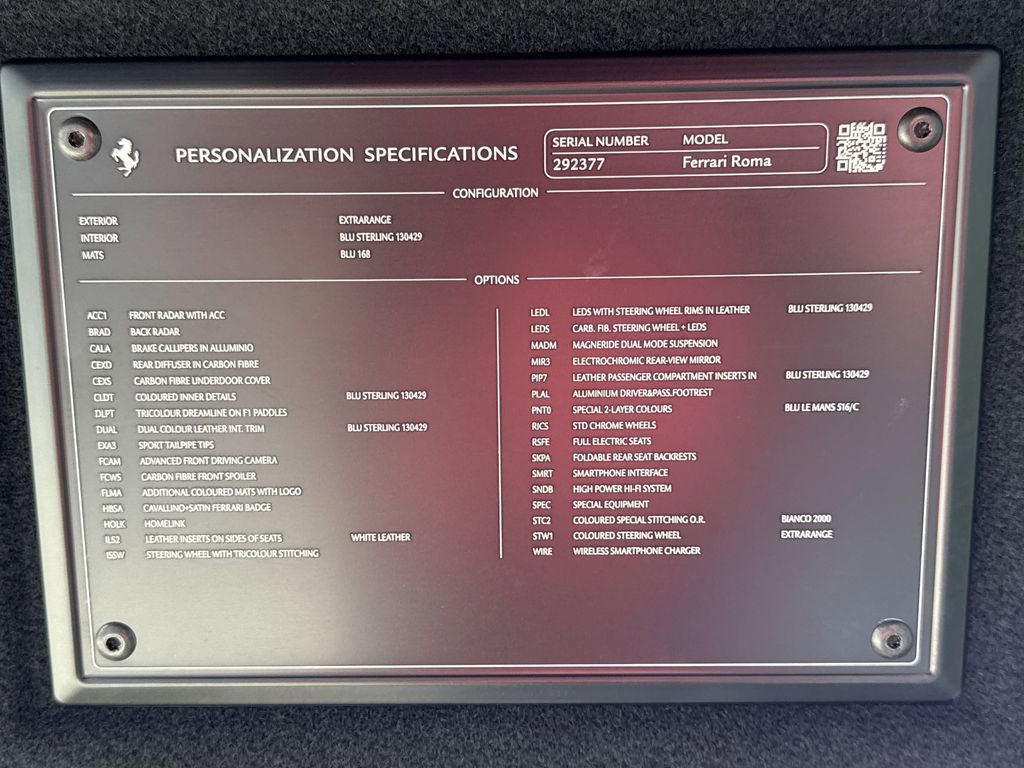 PERSONALIZATION SPECIFICATIONS
SERIAL NUMBER MODEL
292377 Ferrari Roma
CONFIGURATION
EXTERIOR EXTRARANGE
INTERIOR BLU STERLING 130429
MATS BLU 168
OPTIONS
ACC1 FRONT RADAR WITH ACC
BRAD BACK RADAR
CALA BRAKE CALLIPERS IN ALLUMINIO
CEXD REAR DIFFUSER IN CARBON FIBRE
CEXS CARBON FIBRE UNDERDOOR COVER
CLDT COLOURED INNER DETAILS BLU STERLING 130429
DLPT TRICOLOUR DREAMLINE ON F1 PADDLES
DUAL DUAL COLOUR LEATHER INT. TRIM BLU STERLING 130429
EXA3 SPORT TAILPIPE TIPS
FCAM ADVANCED FRONT DRIVING CAMERA
FCWS CARBON FIBRE FRONT SPOILER
FLMA ADDITIONAL COLOURED MATS WITH LOGO
HBSA CAVALLINO+SATIN FERRARI BADGE
HOLK HOMELINK
ILS2 LEATHER INSERTS ON SIDES OF SEATS WHITE LEATHER
ISSW STEERING WHEEL WITH TRICOLOUR STITCHING
LEDL LEDS WITH STEERING WHEEL RIMS IN LEATHER BLU STERLING 130429
LEDS CARB. FIB. STEERING WHEEL + LEDS
MADM MAGNERIDE DUAL MODE SUSPENSION
MIR3 ELECTROCHROMIC REAR-VIEW MIRROR
PIP7 LEATHER PASSENGER COMPARTMENT INSERTS IN BLU STERLING 130429
PLAL ALUMINIUM DRIVER&PASS.FOOTREST
PNT0 SPECIAL 2-LAYER COLOURS BLU LE MANS 516/C
RICS STD CHROME WHEELS
RSFE FULL ELECTRIC SEATS
SKPA FOLDABLE REAR SEAT BACKRESTS
SMRT SMARTPHONE INTERFACE
SNDB HIGH POWER HI-FI SYSTEM
SPEC SPECIAL EQUIPMENT
STC2 COLOURED SPECIAL STITCHING O.R. BIANCO 2000
STW1 COLOURED STEERING WHEEL EXTRARANGE
WIRE WIRELESS SMARTPHONE CHARGER